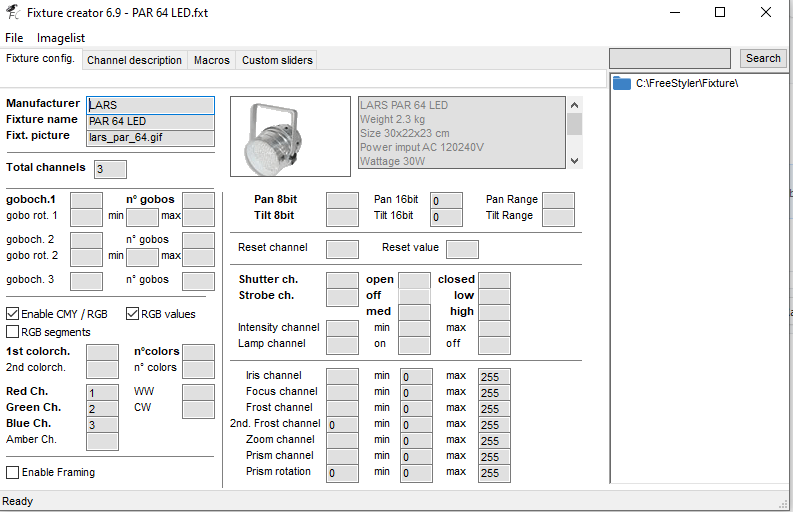 Fixture creator 6.9 - PAR 64 LED.fxt
File Imagelist
Fixture config. Channel description Macros Custom sliders
Search
Manufacturer LARS
Fixture name PAR 64 LED
Fixt. picture lars_par_64.gif
LARS PAR 64 LED
Weight 2.3 kg
Size 30x22x23 cm
Power imput AC 120240V
Wattage 30W
C:\FreeStyler\Fixture\
Total channels 3
goboch.1 n° gobos
gobo rot. 1 min max
goboch. 2 n° gobos
gobo rot. 2 min max
goboch. 3 n° gobos
Enable CMY / RGB RGB values
RGB segments
1st colorch. n°colors
2nd colorch. n° colors
Red Ch. 1 WW
Green Ch. 2 CW
Blue Ch. 3
Amber Ch.
Enable Framing
Pan 8bit Pan 16bit 0 Pan Range
Tilt 8bit Tilt 16bit 0 Tilt Range
Reset channel Reset value
Shutter ch. open closed
Strobe ch. off low
med high
Intensity channel min max
Lamp channel on off
Iris channel min 0 max 255
Focus channel min 0 max 255
Frost channel min 0 max 255
2nd. Frost channel 0 min 0 max 255
Zoom channel min 0 max 255
Prism channel min 0 max 255
Prism rotation 0 min 0 max 255
Ready